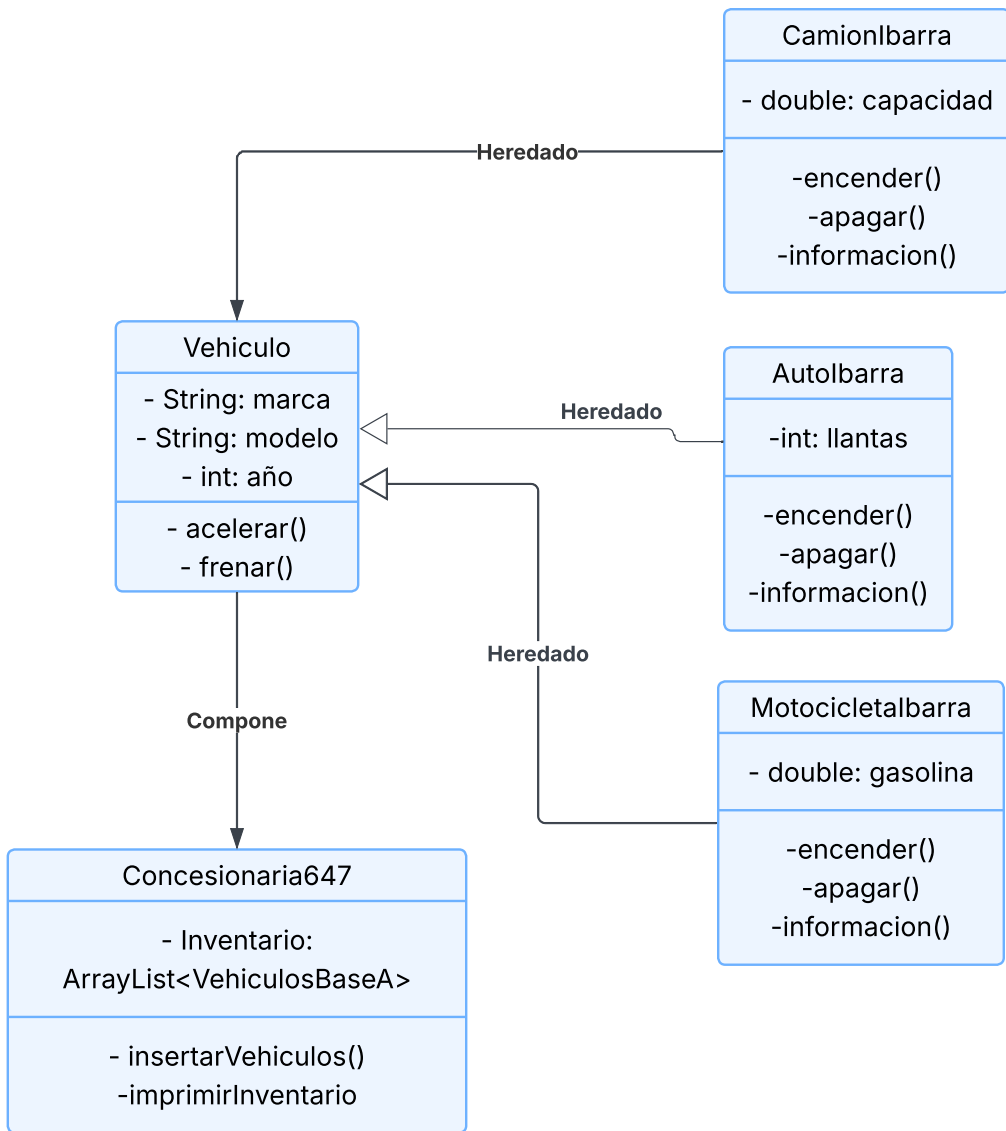 CamionIbarra
- double: capacidad
-encender()
-apagar()
-informacion()
Heredado
Vehiculo
- String: marca
- String: modelo
- int: año
- acelerar()
- frenar()
Heredado
AutoIbarra
-int: llantas
-encender()
-apagar()
-informacion()
Heredado
MotocicletaIbarra
- double: gasolina
-encender()
-apagar()
-informacion()
Compone
Concesionaria647
- Inventario:
ArrayList<VehiculosBaseA>
- insertarVehiculos()
-imprimirInventario